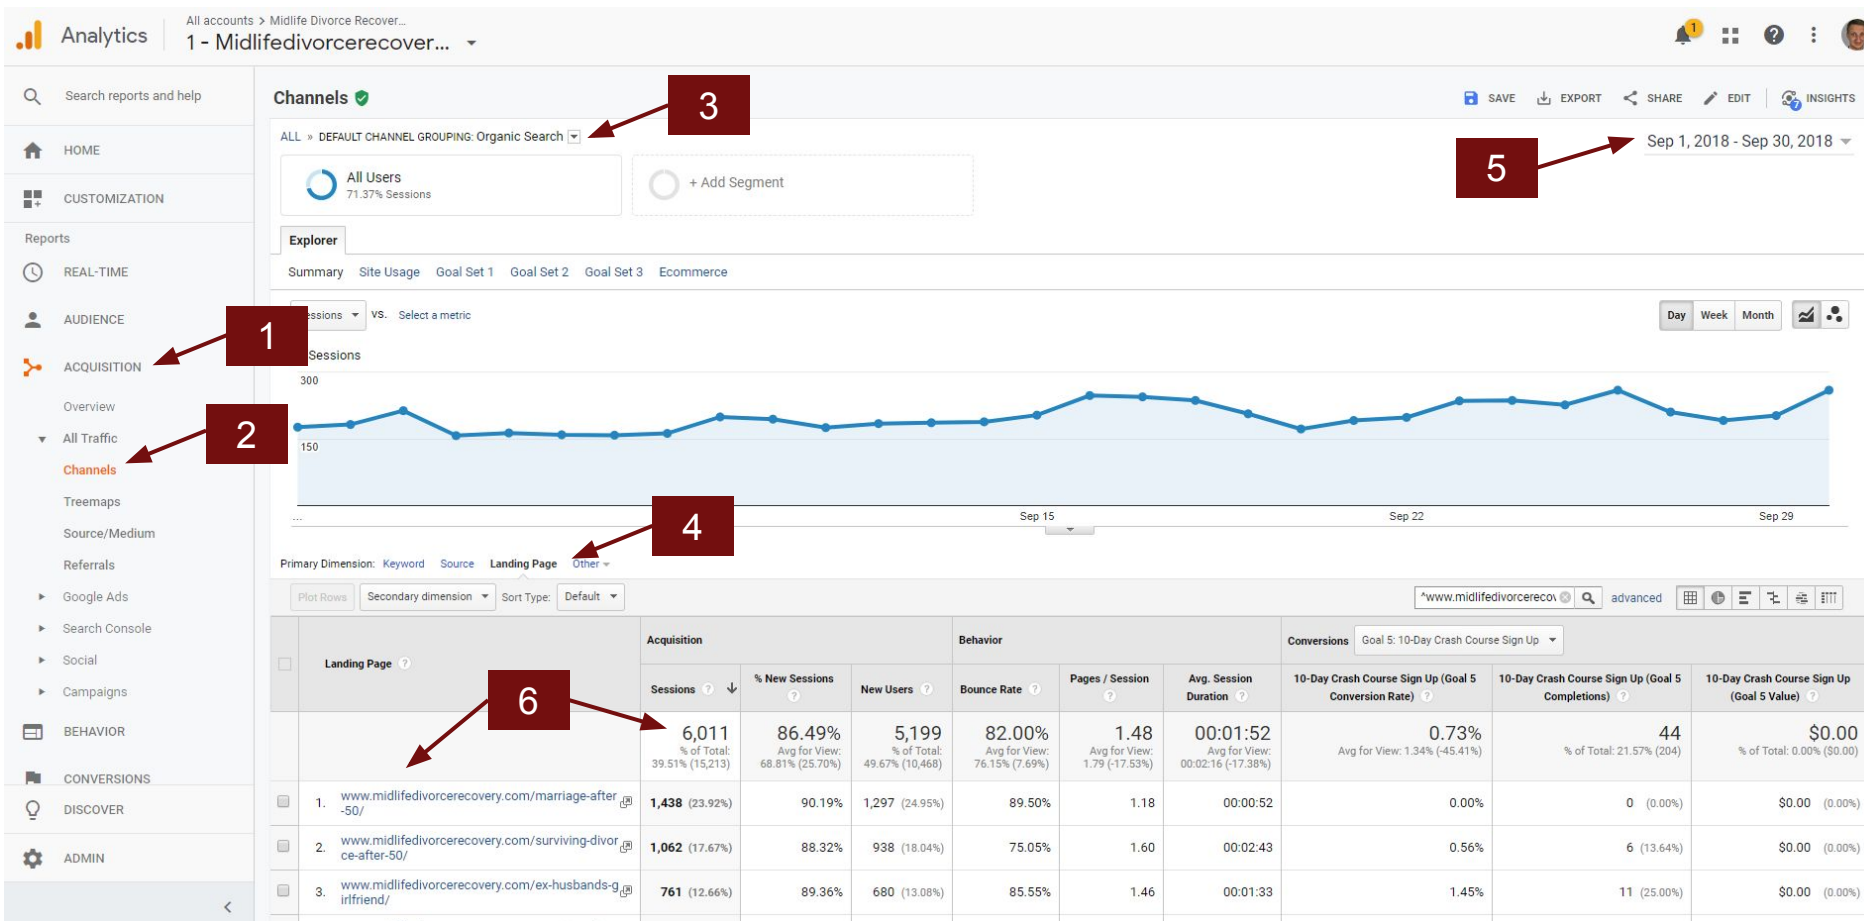 Analytics
All accounts > Midlife Divorce Recover...
1 - Midlifedivorcerecover...
1
Search reports and help
HOME
CUSTOMIZATION
Reports
REAL-TIME
AUDIENCE
ACQUISITION
Overview
All Traffic
Channels
Treemaps
Source/Medium
Referrals
Google Ads
Search Console
Social
Campaigns
BEHAVIOR
CONVERSIONS
DISCOVER
ADMIN
1
2
3
4
5
6
Channels
SAVE EXPORT SHARE EDIT 7 INSIGHTS
ALL » DEFAULT CHANNEL GROUPING: Organic Search
Sep 1, 2018 - Sep 30, 2018
All Users
71.37% Sessions
+ Add Segment
Explorer
Summary Site Usage Goal Set 1 Goal Set 2 Goal Set 3 Ecommerce
VS. Select a metric
Day Week Month
Sessions
300
150
... Sep 15 Sep 22 Sep 29
Primary Dimension: Keyword Source Landing Page Other
Plot Rows Secondary dimension Sort Type: Default
^www.midlifedivorcerecov advanced
Landing Page ?
Acquisition
Behavior
Conversions Goal 5: 10-Day Crash Course Sign Up
Sessions ? % New Sessions ? New Users ? Bounce Rate ? Pages / Session ? Avg. Session Duration ? 10-Day Crash Course Sign Up (Goal 5 Conversion Rate) ? 10-Day Crash Course Sign Up (Goal 5 Completions) ? 10-Day Crash Course Sign Up (Goal 5 Value) ?
6,011 86.49% 5,199 82.00% 1.48 00:01:52 0.73% 44 $0.00
% of Total: 39.51% (15,213) Avg for View: 68.81% (25.70%) % of Total: 49.67% (10,468) Avg for View: 76.15% (7.69%) Avg for View: 1.79 (-17.53%) Avg for View: 00:02:16 (-17.38%) Avg for View: 1.34% (-45.41%) % of Total: 21.57% (204) % of Total: 0.00% ($0.00)
1. www.midlifedivorcerecovery.com/marriage-after-50/ 1,438 (23.92%) 90.19% 1,297 (24.95%) 89.50% 1.18 00:00:52 0.00% 0 (0.00%) $0.00 (0.00%)
2. www.midlifedivorcerecovery.com/surviving-divorce-after-50/ 1,062 (17.67%) 88.32% 938 (18.04%) 75.05% 1.60 00:02:43 0.56% 6 (13.64%) $0.00 (0.00%)
3. www.midlifedivorcerecovery.com/ex-husbands-girlfriend/ 761 (12.66%) 89.36% 680 (13.08%) 85.55% 1.46 00:01:33 1.45% 11 (25.00%) $0.00 (0.00%)